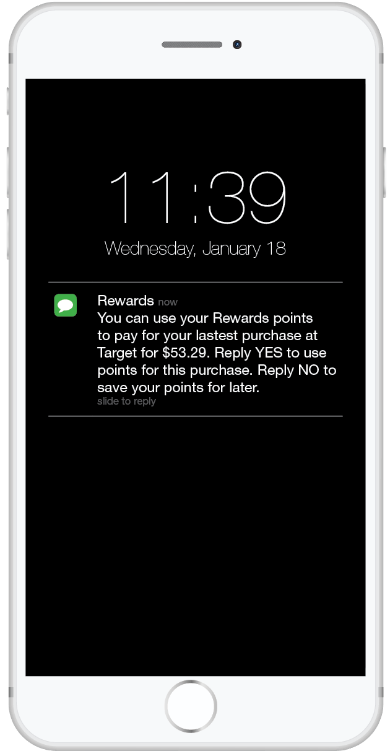 11:39
Wednesday, January 18
Rewards now
You can use your Rewards points
to pay for your lastest purchase at
Target for $53.29. Reply YES to use
points for this purchase. Reply NO to
save your points for later.
slide to reply